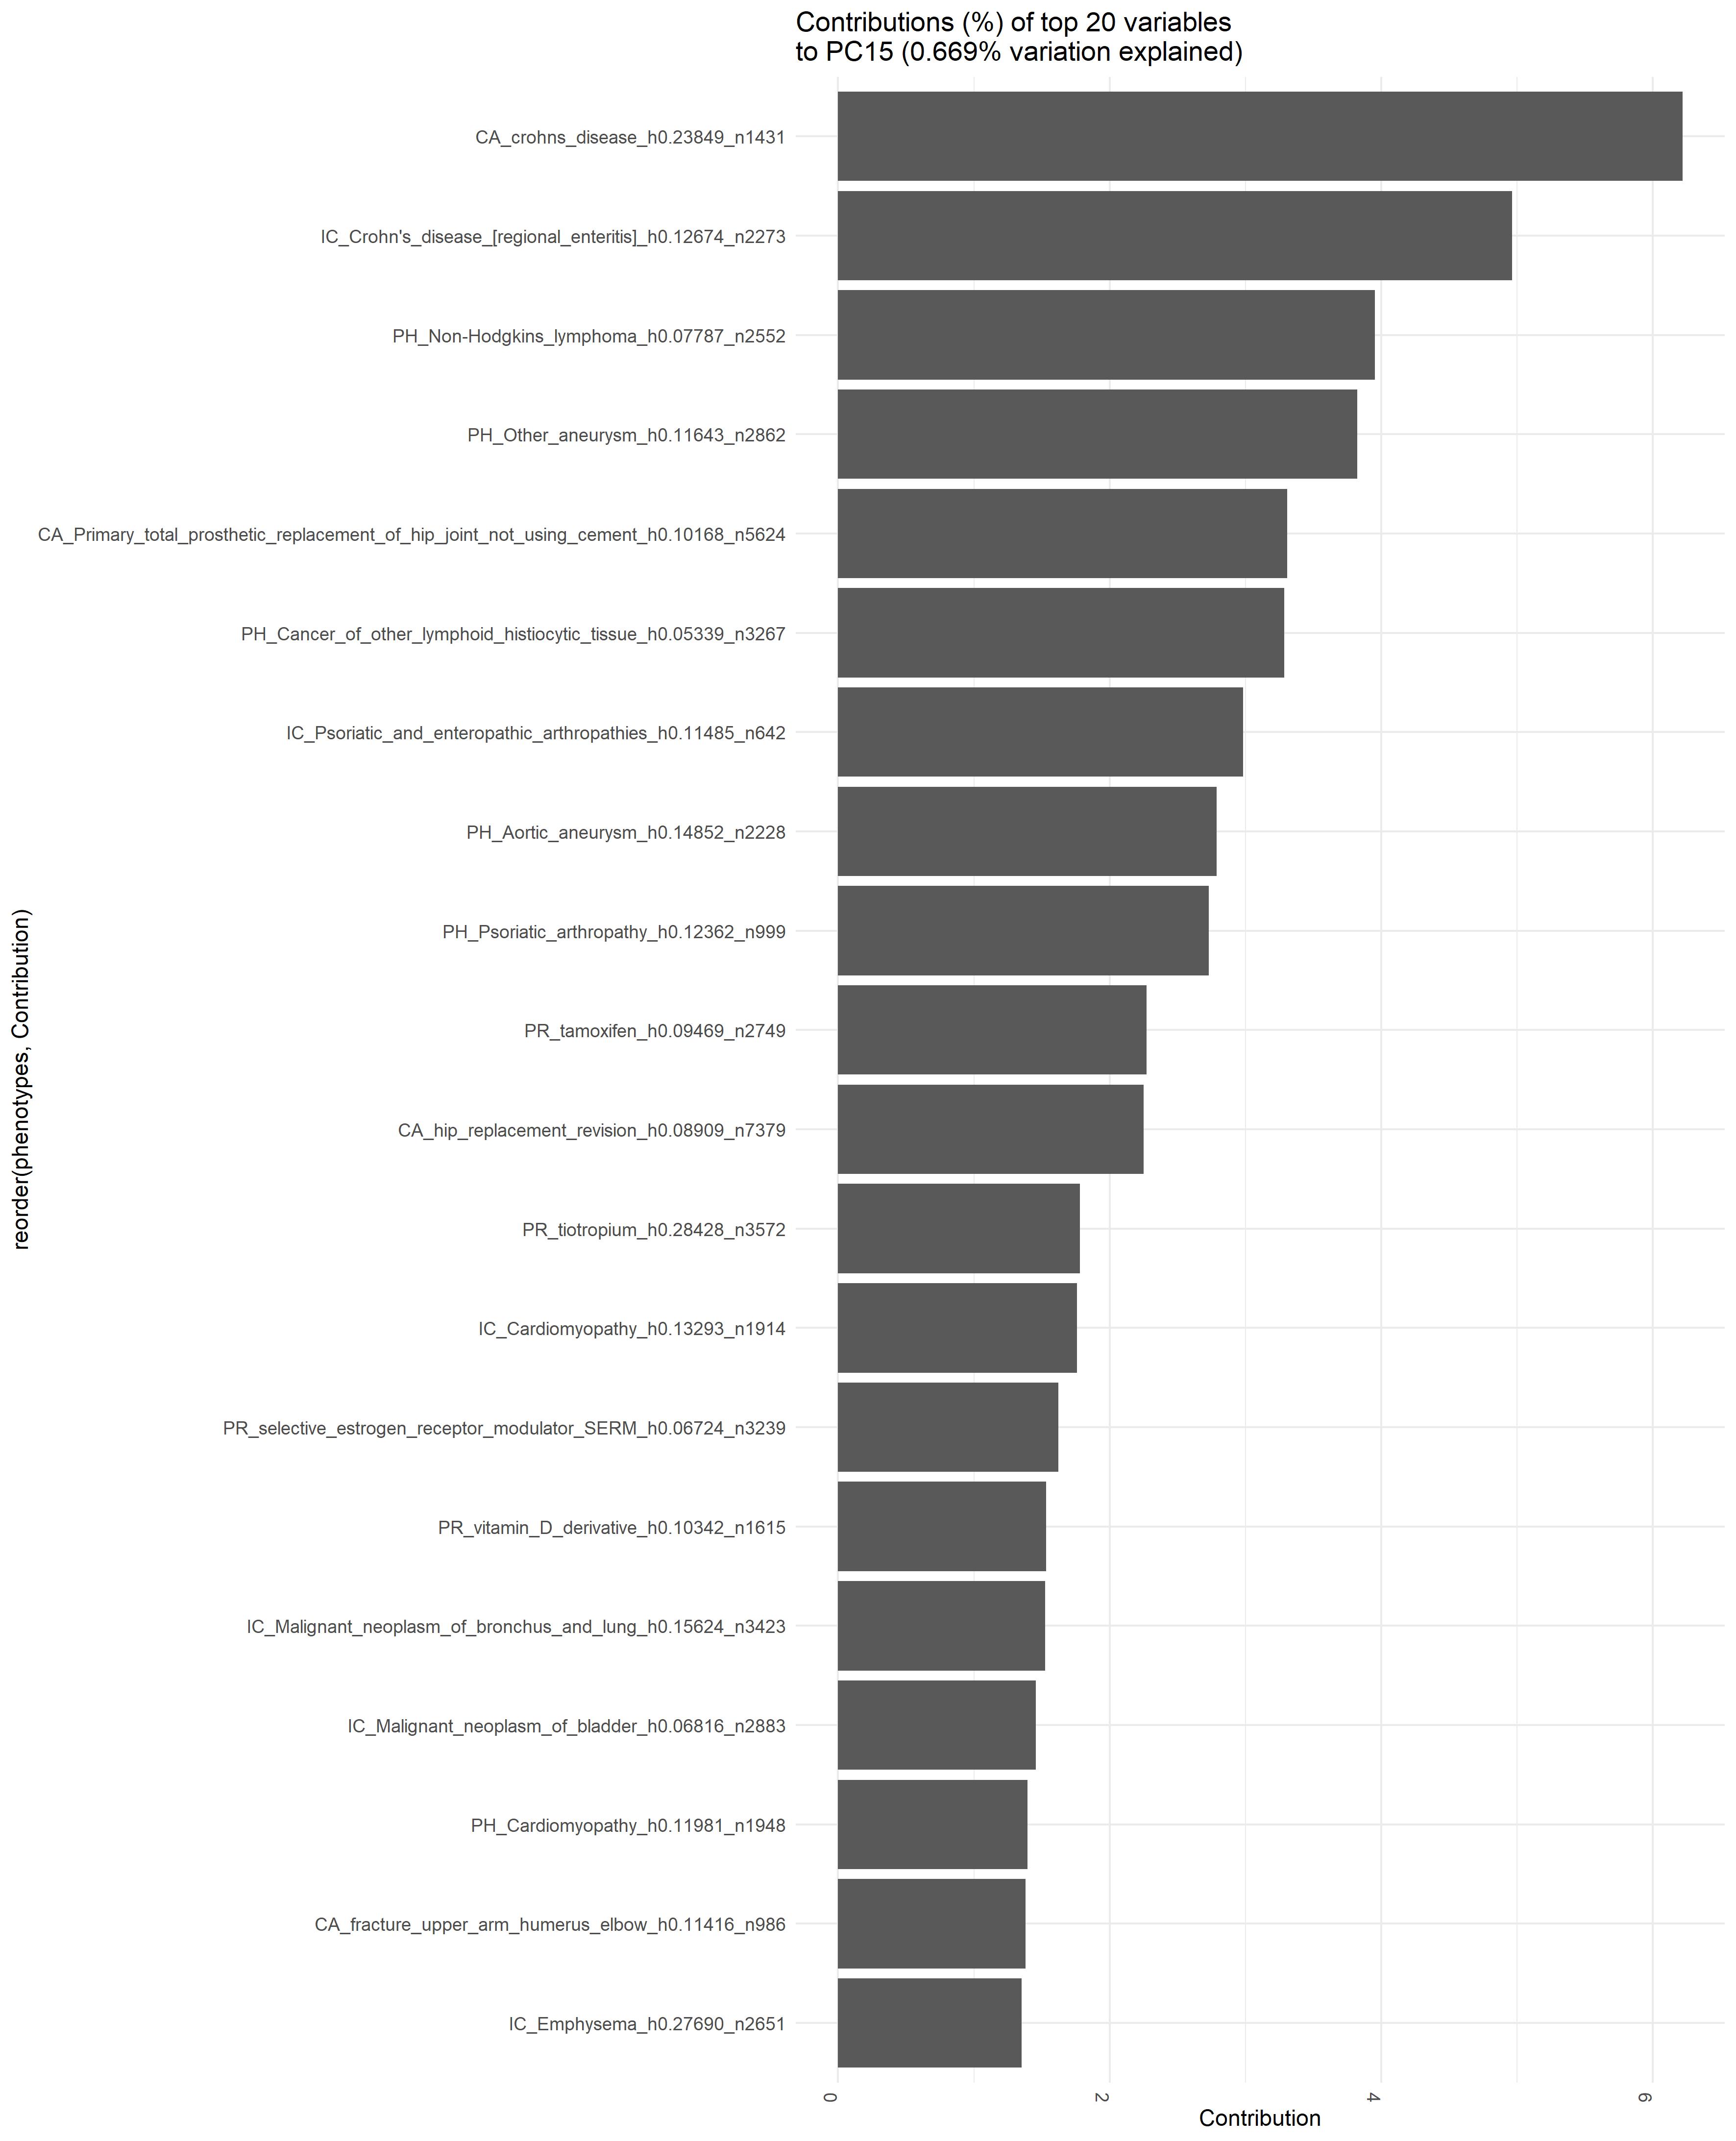 Contributions (%) of top 20 variables
to PC15 (0.669% variation explained)
CA_crohns_disease_h0.23849_n1431
IC_Crohn's_disease_[regional_enteritis]_h0.12674_n2273
PH_Non-Hodgkins_lymphoma_h0.07787_n2552
PH_Other_aneurysm_h0.11643_n2862
CA_Primary_total_prosthetic_replacement_of_hip_joint_not_using_cement_h0.10168_n5624
PH_Cancer_of_other_lymphoid_histiocytic_tissue_h0.05339_n3267
IC_Psoriatic_and_enteropathic_arthropathies_h0.11485_n642
PH_Aortic_aneurysm_h0.14852_n2228
PH_Psoriatic_arthropathy_h0.12362_n999
PR_tamoxifen_h0.09469_n2749
CA_hip_replacement_revision_h0.08909_n7379
PR_tiotropium_h0.28428_n3572
IC_Cardiomyopathy_h0.13293_n1914
PR_selective_estrogen_receptor_modulator_SERM_h0.06724_n3239
PR_vitamin_D_derivative_h0.10342_n1615
IC_Malignant_neoplasm_of_bronchus_and_lung_h0.15624_n3423
IC_Malignant_neoplasm_of_bladder_h0.06816_n2883
PH_Cardiomyopathy_h0.11981_n1948
CA_fracture_upper_arm_humerus_elbow_h0.11416_n986
IC_Emphysema_h0.27690_n2651
reorder(phenotypes, Contribution)
0
2
4
6
Contribution